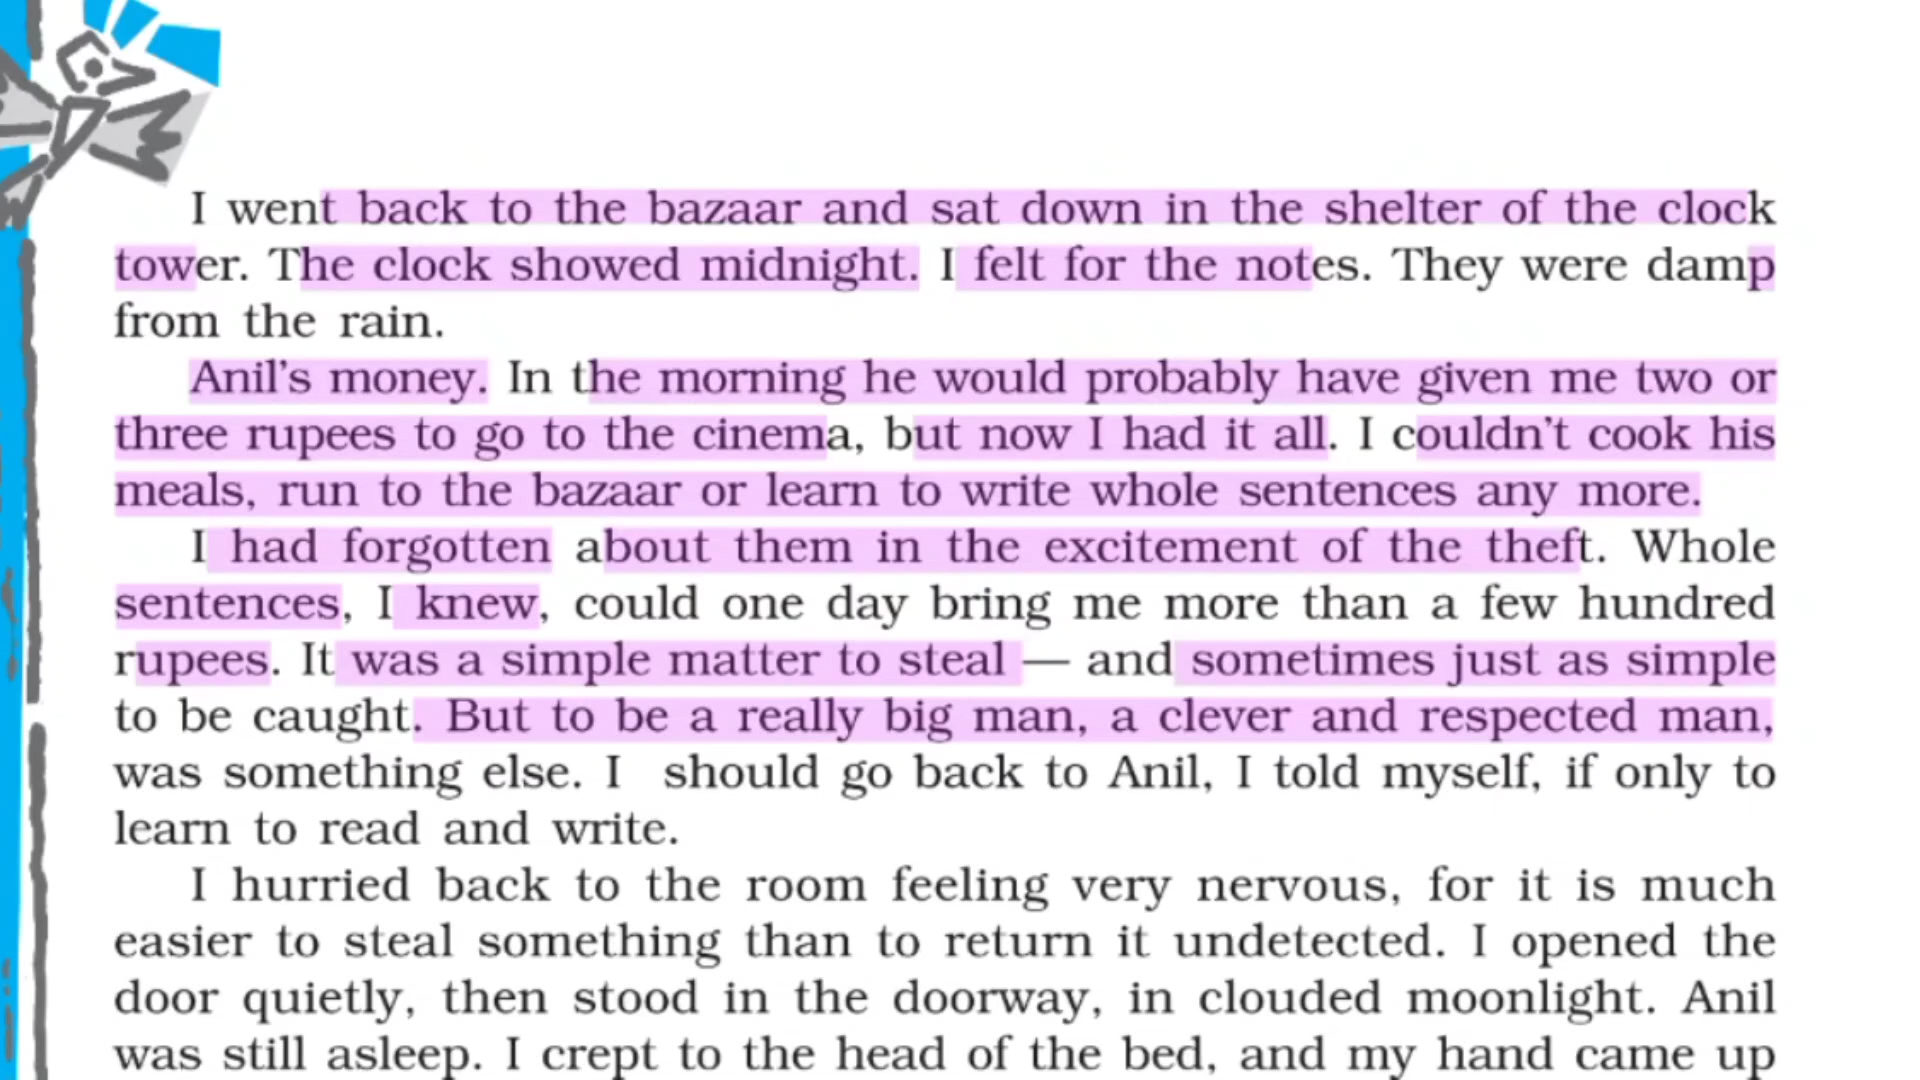 I went back to the bazaar and sat down in the shelter of the clock
tower. The clock showed midnight. I felt for the notes. They were damp
from the rain.
Anil’s money. In the morning he would probably have given me two or
three rupees to go to the cinema, but now I had it all. I couldn’t cook his
meals, run to the bazaar or learn to write whole sentences any more.
I had forgotten about them in the excitement of the theft. Whole
sentences, I knew, could one day bring me more than a few hundred
rupees. It was a simple matter to steal — and sometimes just as simple
to be caught. But to be a really big man, a clever and respected man,
was something else. I should go back to Anil, I told myself, if only to
learn to read and write.
I hurried back to the room feeling very nervous, for it is much
easier to steal something than to return it undetected. I opened the
door quietly, then stood in the doorway, in clouded moonlight. Anil
was still asleep. I crept to the head of the bed, and my hand came up